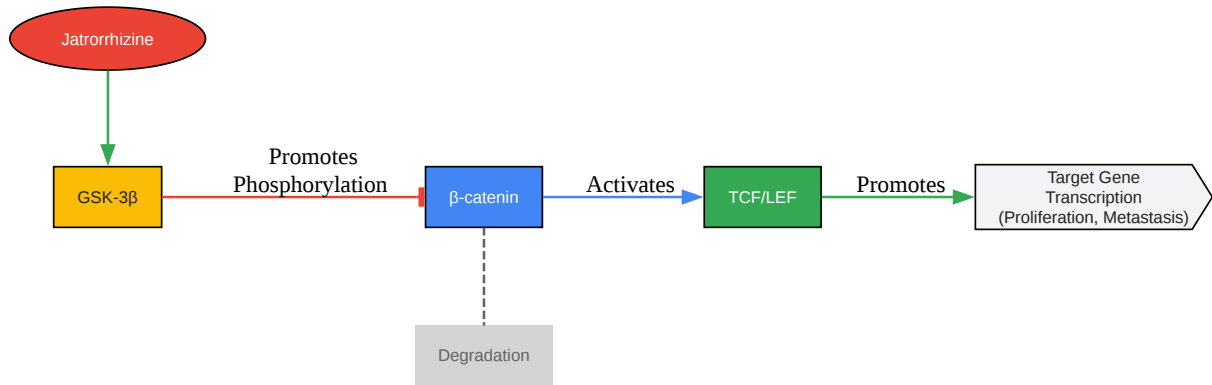 Jatrorrhizine
Promotes
Phosphorylation
GSK-3β
β-catenin
Activates
TCF/LEF
Promotes
Target Gene
Transcription
(Proliferation, Metastasis)
Degradation